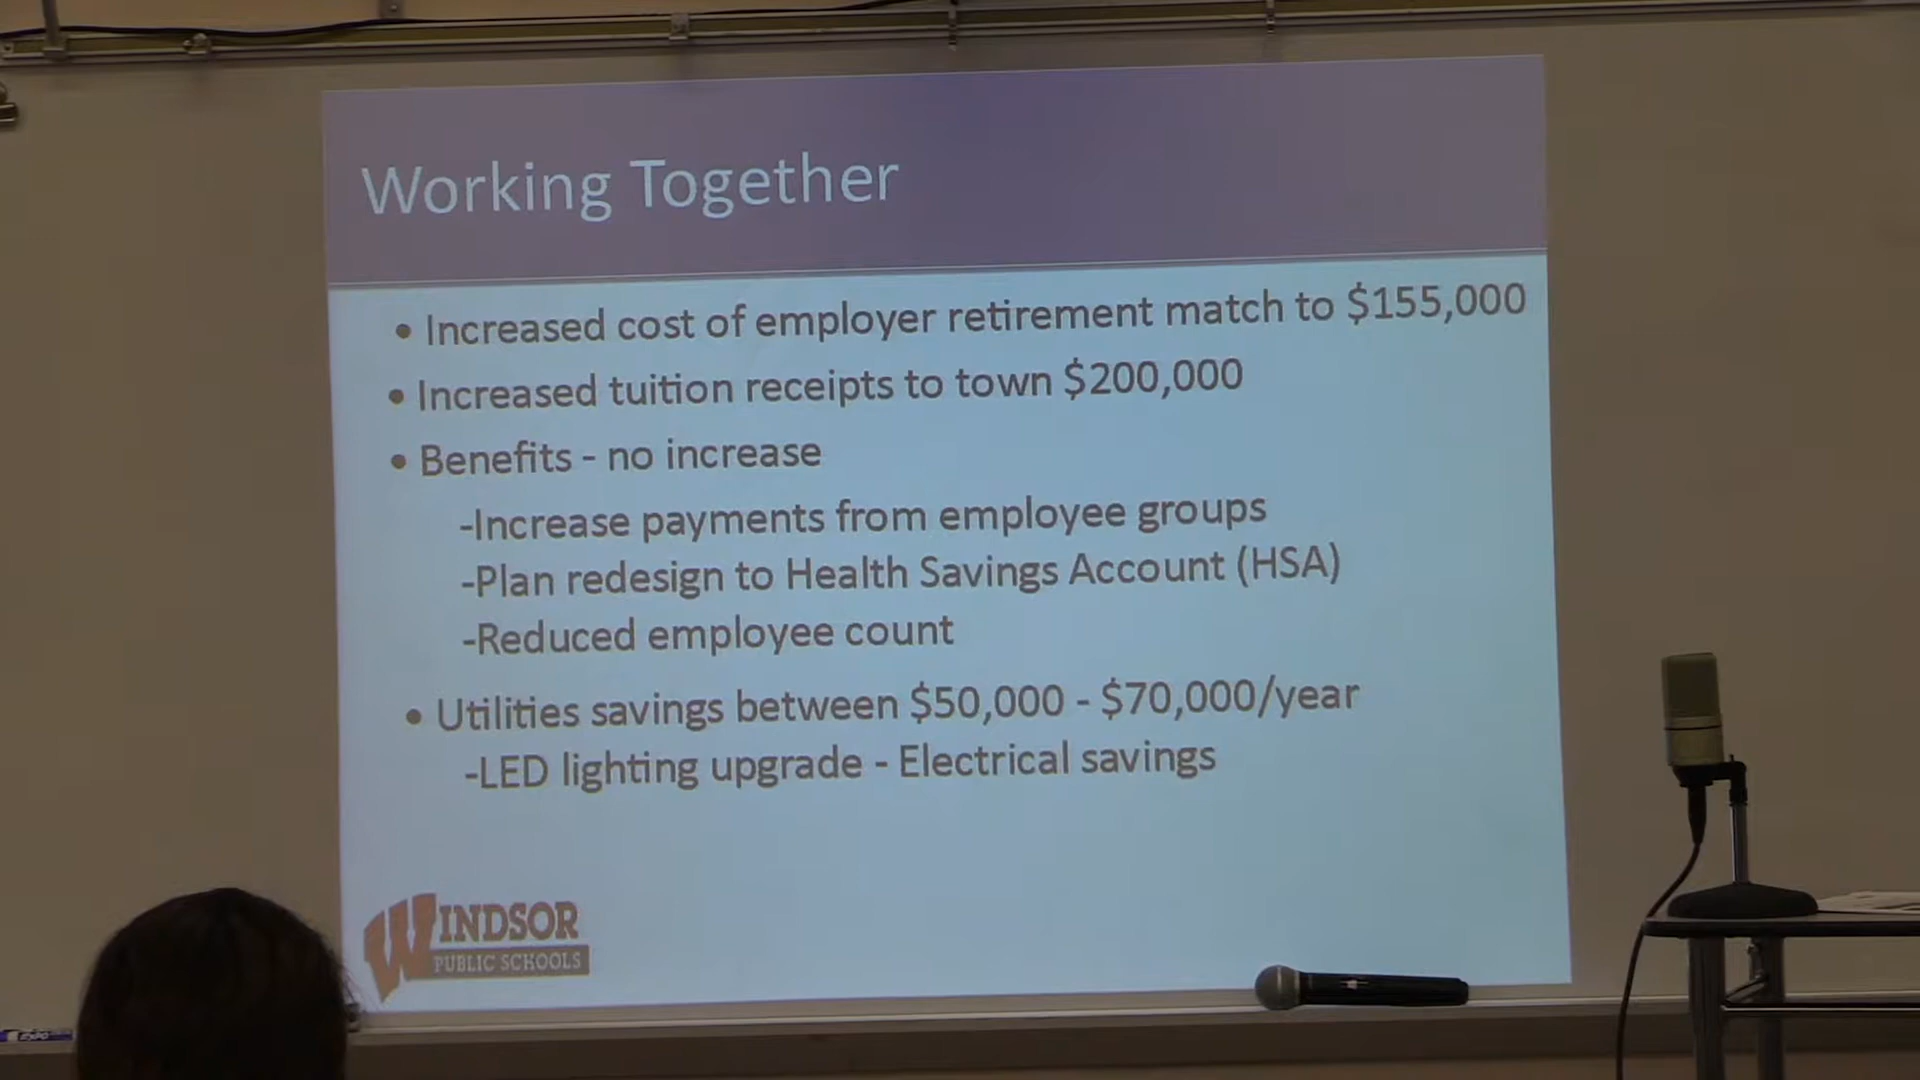 Working Together
• Increased cost of employer retirement match to $155,000
• Increased tuition receipts to town $200,000
• Benefits - no increase
-Increase payments from employee groups
-Plan redesign to Health Savings Account (HSA)
-Reduced employee count
• Utilities savings between $50,000 - $70,000/year
-LED lighting upgrade - Electrical savings
WINDSOR
PUBLIC SCHOOLS